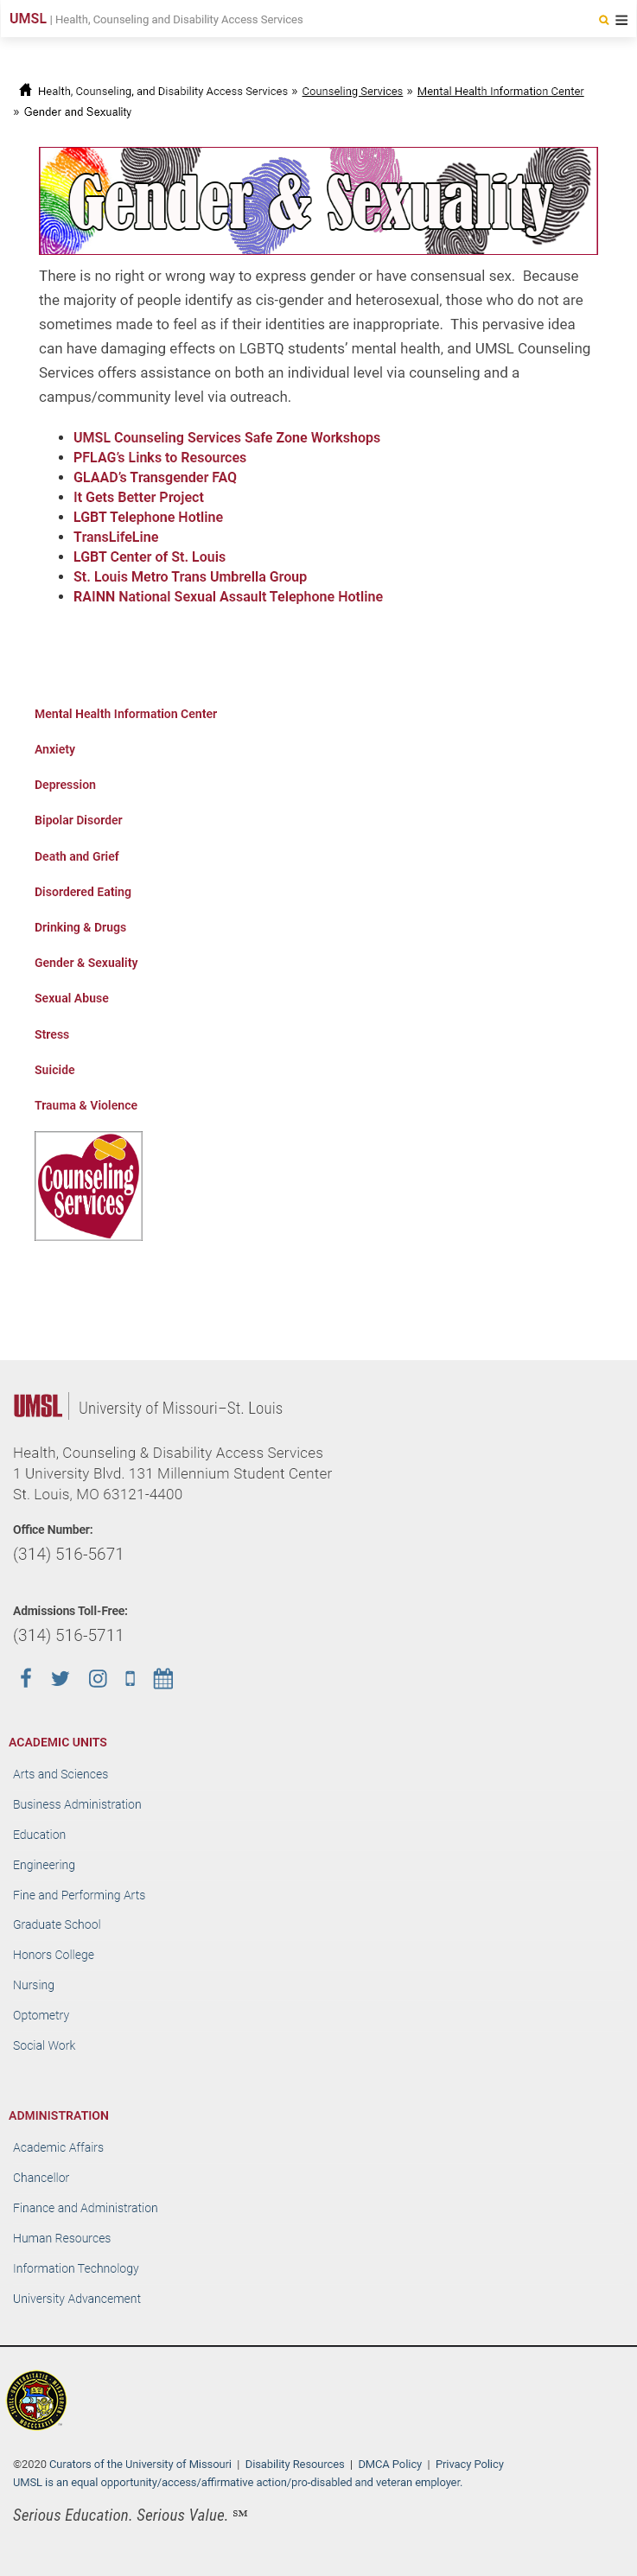 UMSL | Health, Counseling and Disability Access Services
Health, Counseling, and Disability Access Services » Counseling Services » Mental Health Information Center
» Gender and Sexuality
Gender & Sexuality
There is no right or wrong way to express gender or have consensual sex. Because
the majority of people identify as cis-gender and heterosexual, those who do not are
sometimes made to feel as if their identities are inappropriate. This pervasive idea
can have damaging effects on LGBTQ students’ mental health, and UMSL Counseling
Services offers assistance on both an individual level via counseling and a
campus/community level via outreach.
• UMSL Counseling Services Safe Zone Workshops
• PFLAG’s Links to Resources
• GLAAD’s Transgender FAQ
• It Gets Better Project
• LGBT Telephone Hotline
• TransLifeLine
• LGBT Center of St. Louis
• St. Louis Metro Trans Umbrella Group
• RAINN National Sexual Assault Telephone Hotline
Mental Health Information Center
Anxiety
Depression
Bipolar Disorder
Death and Grief
Disordered Eating
Drinking & Drugs
Gender & Sexuality
Sexual Abuse
Stress
Suicide
Trauma & Violence
Counseling
Services
UMSL | University of Missouri–St. Louis
Health, Counseling & Disability Access Services
1 University Blvd. 131 Millennium Student Center
St. Louis, MO 63121-4400
Office Number:
(314) 516-5671
Admissions Toll-Free:
(314) 516-5711
ACADEMIC UNITS
Arts and Sciences
Business Administration
Education
Engineering
Fine and Performing Arts
Graduate School
Honors College
Nursing
Optometry
Social Work
ADMINISTRATION
Academic Affairs
Chancellor
Finance and Administration
Human Resources
Information Technology
University Advancement
©2020 Curators of the University of Missouri | Disability Resources | DMCA Policy | Privacy Policy
UMSL is an equal opportunity/access/affirmative action/pro-disabled and veteran employer.
Serious Education. Serious Value. ℠